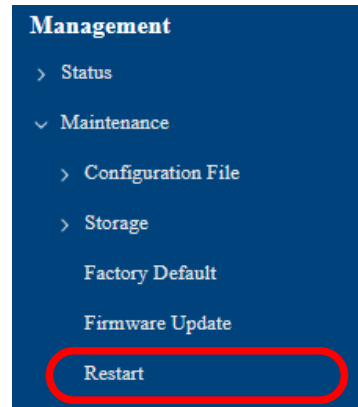 Management
Status
Maintenance
Configuration File
Storage
Factory Default
Firmware Update
Restart